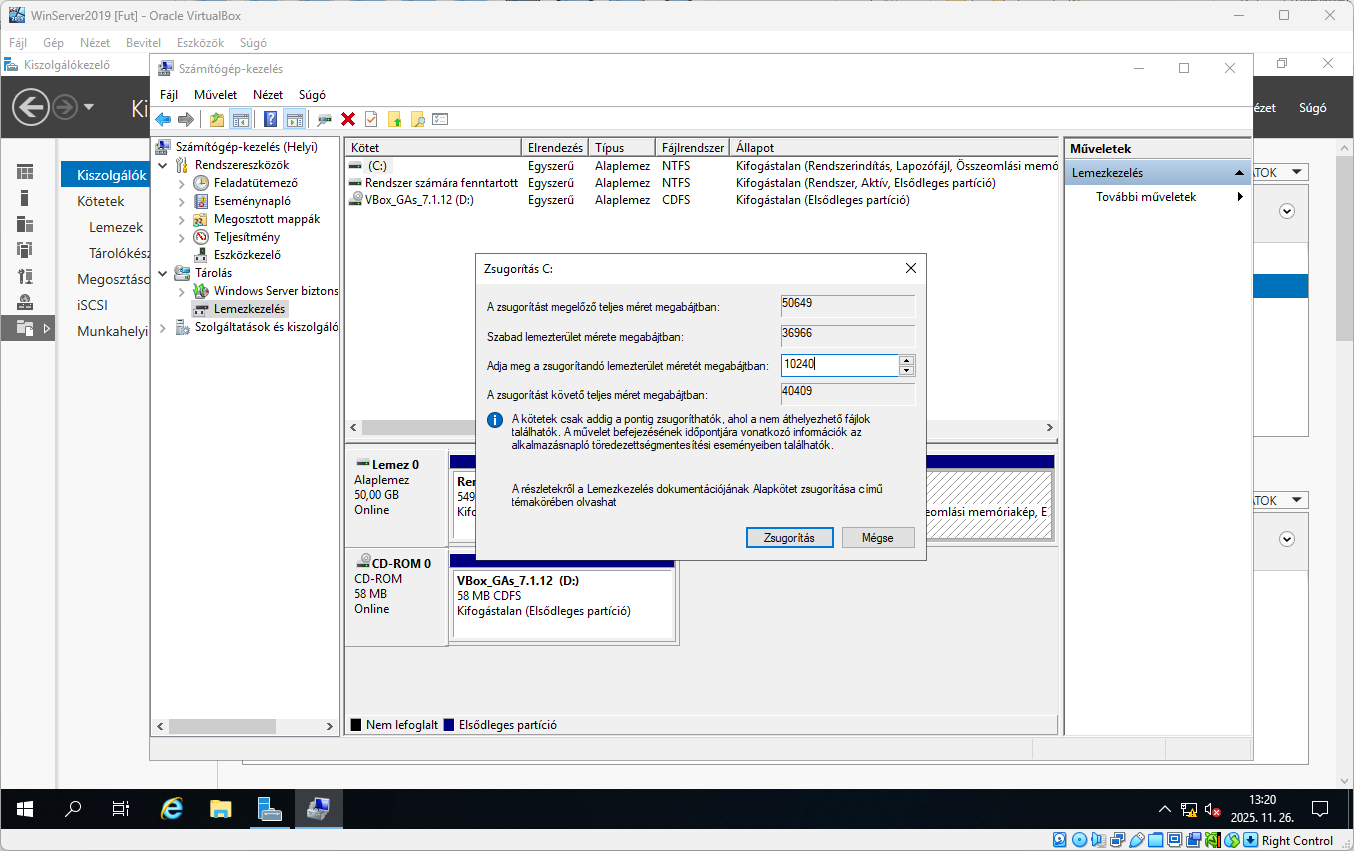 WinServer2019 [Fut] - Oracle VirtualBox
Fájl Gép Nézet Bevitel Eszközök Súgó
Kiszolgálókezelő
Számítógép-kezelés
Fájl Művelet Nézet Súgó
Súgó
Számítógép-kezelés (Helyi)
Rendszereszközök
Feladatütemező
Eseménynapló
Megosztott mappák
Teljesítmény
Eszközkezelő
Tárolás
Windows Server biztons
Lemezkezelés
Szolgáltatások és kiszolgáló
Kiszolgálók
Kötetek
Lemezek
Tárolókész
Megosztáso
iSCSI
Munkahelyi
Kötet Elrendezés Típus Fájlrendszer Állapot
(C:) Egyszerű Alaplemez NTFS Kifogástalan (Rendszerindítás, Lapozófájl, Összeomlási memó
Rendszer számára fenntartott Egyszerű Alaplemez NTFS Kifogástalan (Rendszer, Aktív, Elsődleges partíció)
VBox_GAs_7.1.12 (D:) Egyszerű Alaplemez CDFS Kifogástalan (Elsődleges partíció)
Műveletek
Lemezkezelés
További műveletek
Zsugorítás C:
A zsugorítást megelőző teljes méret megabájtban: 50649
Szabad lemezterület mérete megabájtban: 36966
Adja meg a zsugorítandó lemezterület méretét megabájtban: 10240
A zsugorítást követő teljes méret megabájtban: 40409
A kötetek csak addig a pontig zsugoríthatók, ahol a nem áthelyezhető fájlok
találhatók. A művelet befejezésének időpontjára vonatkozó információk az
alkalmazásnapló töredezettségmentesítési eseményeiben találhatók.
A részletekről a Lemezkezelés dokumentációjának Alapkötet zsugorítása című
témakörében olvashat
Zsugorítás Mégse
Lemez 0
Alaplemez
50,00 GB
Online
Ren
549
Kifo
eomlási memóriakép, E
CD-ROM 0
CD-ROM
58 MB
Online
VBox_GAs_7.1.12 (D:)
58 MB CDFS
Kifogástalan (Elsődleges partíció)
Nem lefoglalt Elsődleges partíció
13:20
2025. 11. 26.
Right Control